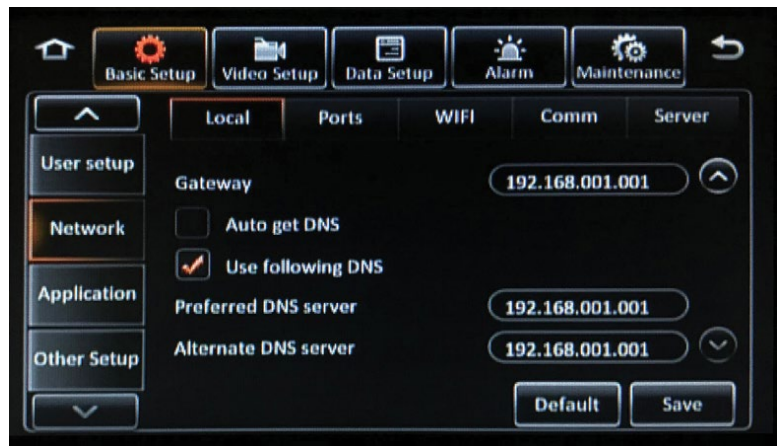 Basic Setup Video Setup Data Setup Alarm Maintenance
Local Ports WIFI Comm Server
User setup
Gateway 192.168.001.001
Network
Auto get DNS
Use following DNS
Application
Preferred DNS server 192.168.001.001
Other Setup
Alternate DNS server 192.168.001.001
Default Save